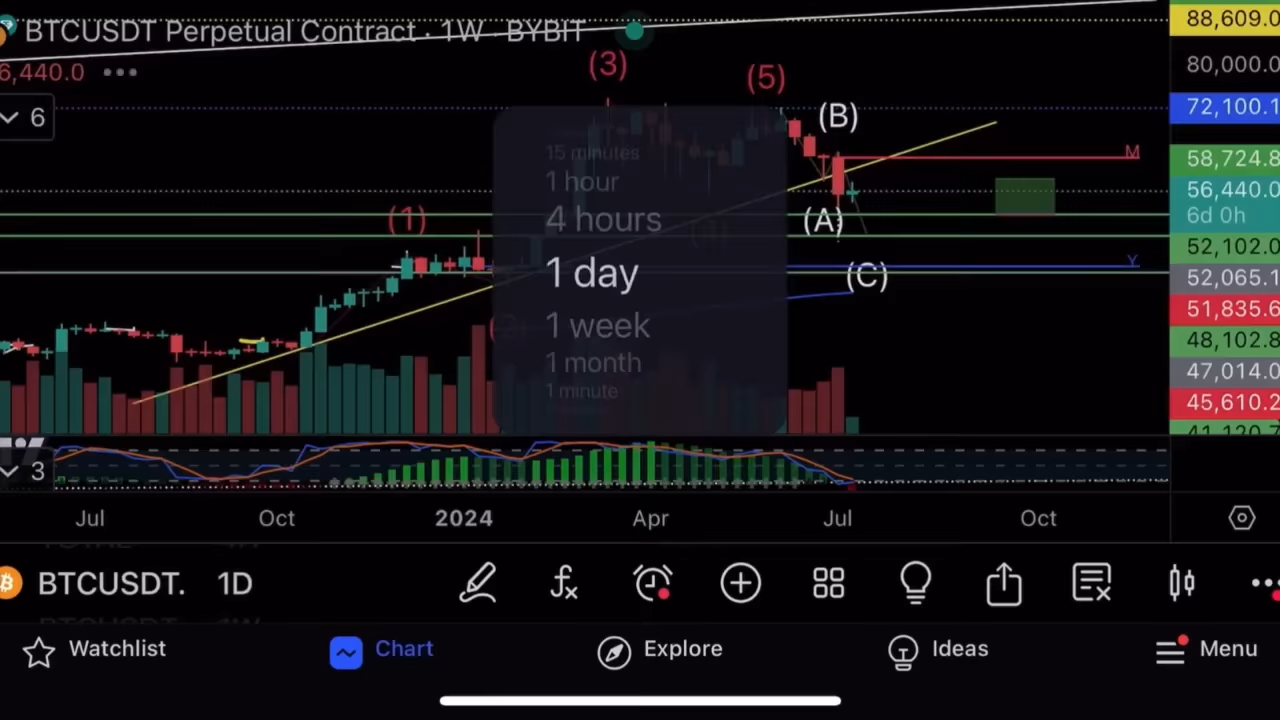 BTCUSDT Perpetual Contract · 1W · BYBIT
6,440.0 •••
6
(3)
(5)
(B)
(1)
(A)
(C)
M
Y
15 minutes
1 hour
4 hours
1 day
1 week
1 month
1 minute
88,609.0
80,000.0
72,100.1
58,724.8
56,440.0
6d 0h
52,102.0
52,065.1
51,835.6
48,102.8
47,014.0
45,610.2
41,120.7
3
Jul Oct 2024 Apr Jul Oct
BTCUSDT. 1D
Watchlist Chart Explore Ideas Menu